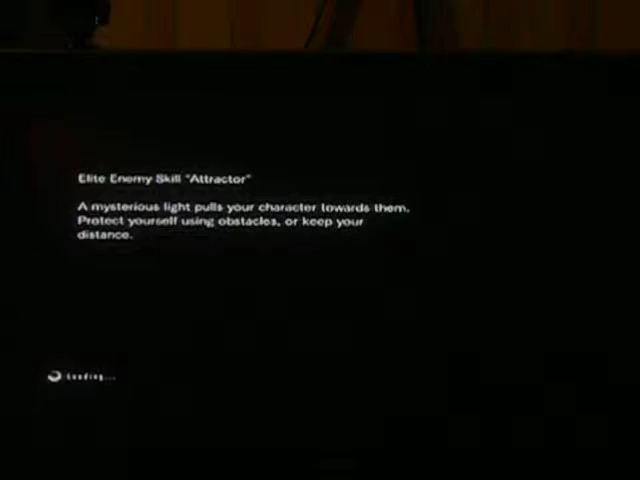 Elite Enemy Skill "Attractor"
A mysterious light pulls your character towards them.
Protect yourself using obstacles, or keep your
distance.
Loading...